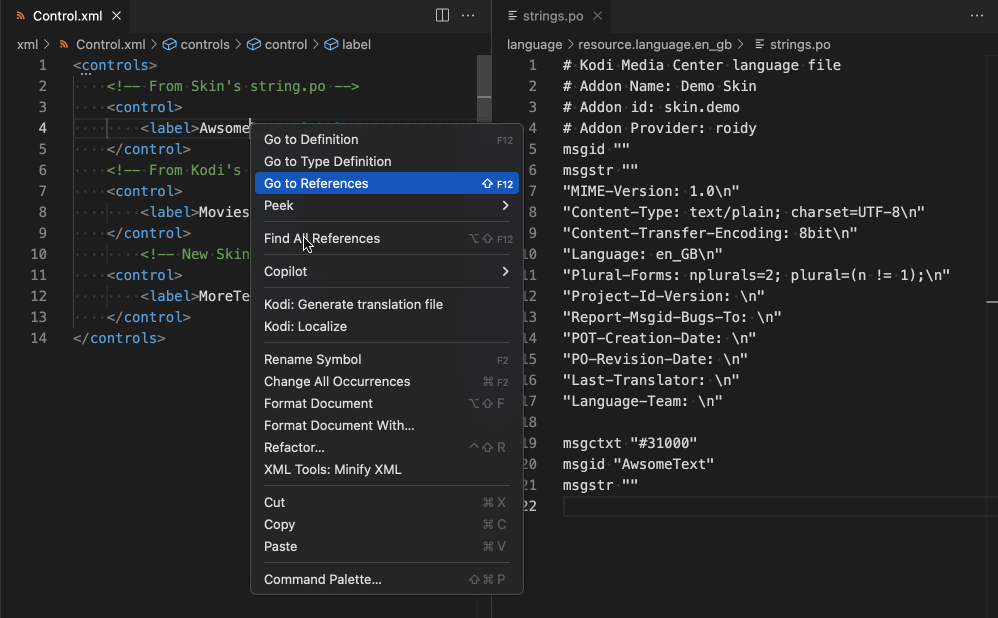 Control.xml
xml > Control.xml > controls > control > label
1 <controls>
2 <!-- From Skin's string.po -->
3 <control>
4 <label>Awsome
5 </control>
6 <!-- From Kodi's
7 <control>
8 <label>Movies
9 </control>
10 <!-- New Skin
11 <control>
12 <label>MoreTe
13 </control>
14 </controls>
Go to Definition F12
Go to Type Definition
Go to References ⇧ F12
Peek >
Find All References ⌥⇧ F12
Copilot >
Kodi: Generate translation file
Kodi: Localize
Rename Symbol F2
Change All Occurrences ⌘ F2
Format Document ⌥⇧ F
Format Document With...
Refactor... ^⇧ R
XML Tools: Minify XML
Cut ⌘ X
Copy ⌘ C
Paste ⌘ V
Command Palette... ⇧⌘ P
strings.po
language > resource.language.en_gb > strings.po
1 # Kodi Media Center language file
2 # Addon Name: Demo Skin
3 # Addon id: skin.demo
4 # Addon Provider: roidy
5 msgid ""
6 msgstr ""
7 "MIME-Version: 1.0\n"
8 "Content-Type: text/plain; charset=UTF-8\n"
9 "Content-Transfer-Encoding: 8bit\n"
10 "Language: en_GB\n"
11 "Plural-Forms: nplurals=2; plural=(n != 1);\n"
12 "Project-Id-Version: \n"
13 "Report-Msgid-Bugs-To: \n"
14 "POT-Creation-Date: \n"
15 "PO-Revision-Date: \n"
16 "Last-Translator: \n"
17 "Language-Team: \n"
18
19 msgctxt "#31000"
20 msgid "AwsomeText"
21 msgstr ""
22